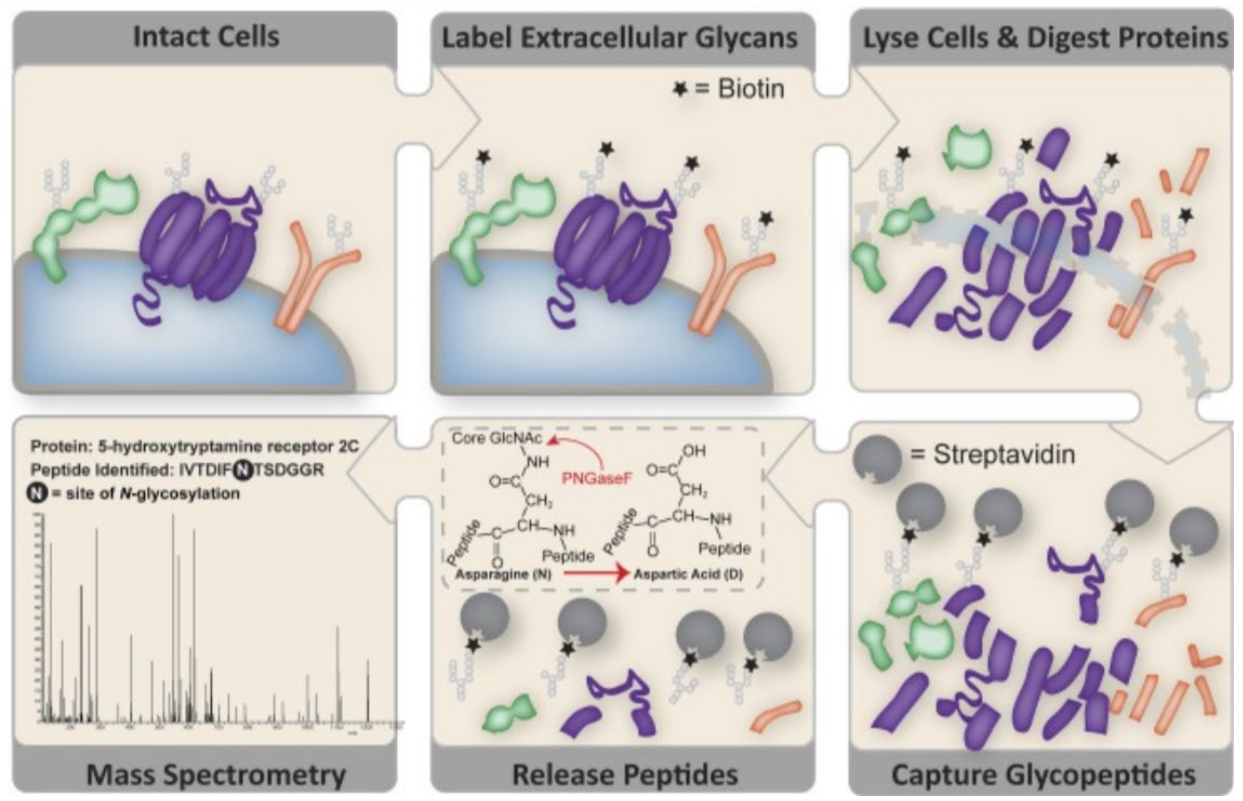 Intact Cells
Label Extracellular Glycans
★ = Biotin
Lyse Cells & Digest Proteins
= Streptavidin
Capture Glycopeptides
Core GlcNAc
NH
O=C
CH₂
CH—NH
C
O
Peptide
Peptide
PNGaseF
OH
O=C
CH₂
CH—NH
C
O
Peptide
Peptide
Asparagine (N)
Aspartic Acid (D)
Release Peptides
Protein: 5-hydroxytryptamine receptor 2C
Peptide Identified: IVTDIFNTSDGGR
N = site of N-glycosylation
Mass Spectrometry